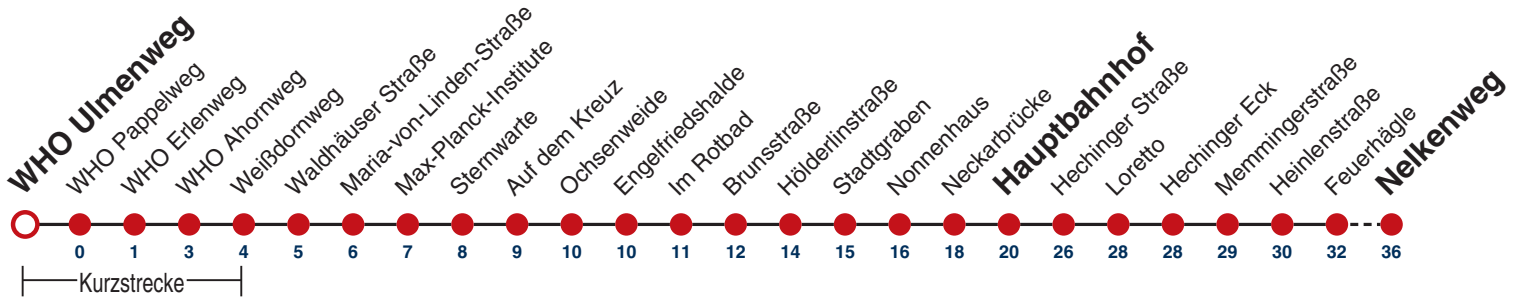 WHO Ulmenweg
WHO Pappelweg
WHO Erlenweg
WHO Ahornweg
Weißdornweg
Waldhäuser Straße
Maria-von-Linden-Straße
Max-Planck-Institute
Sternwarte
Auf dem Kreuz
Ochsenweide
Engelfriedshalde
Im Rotbad
Brunsstraße
Hölderlinstraße
Stadtgraben
Nonnenhaus
Neckarbrücke
Hauptbahnhof
Hechinger Straße
Loretto
Hechinger Eck
Memmingerstraße
Heinlenstraße
Feuerhägle
Nelkenweg
0 1 3 4 5 6 7 8 9 10 10 11 12 14 15 16 18 20 26 28 28 29 30 32 36
Kurzstrecke